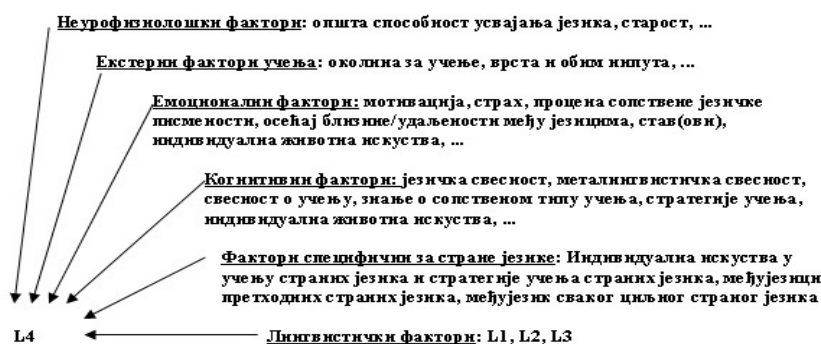 Неурофизиолошки фактори: општа способност усвајања језика, старост, ...
Екстерни фактори учења: околина за учење, врста и обим инпута, ...
Емоционални фактори: мотивација, страх, процена сопствене језичке
писмености, осећај близине/удаљености међу језицима, став(ови),
индивидуална животна искуства, ...
Когнитивни фактори: језичка свесност, металингвистичка свесност,
свесност о учењу, знање о сопственом типу учења, стратегије учења,
индивидуална животна искуства, ...
Фактори специфични за стране језике: Индивидуална искуства у
учењу страних језика и стратегије учења страних језика, међујезици
претходних страних језика, међујезик сваког циљног страног језика
L4 Лингвистички фактори: L1, L2, L3